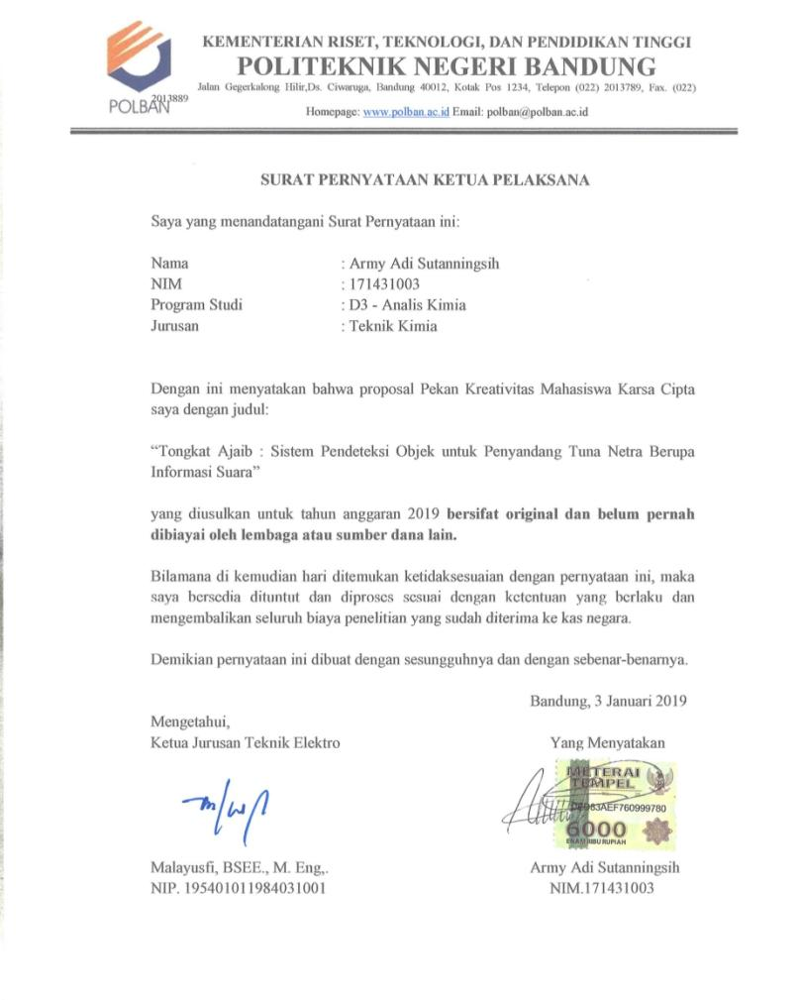 KEMENTERIAN RISET, TEKNOLOGI, DAN PENDIDIKAN TINGGI
POLITEKNIK NEGERI BANDUNG
Jalan Gegerkalong Hilir,Ds. Ciwaruga, Bandung 40012, Kotak Pos 1234, Telepon (022) 2013789, Fax. (022)
2013889
POLBAN
Homepage: www.polban.ac.id Email: polban@polban.ac.id
SURAT PERNYATAAN KETUA PELAKSANA
Saya yang menandatangani Surat Pernyataan ini:
Nama : Army Adi Sutanningsih
NIM : 171431003
Program Studi : D3 - Analis Kimia
Jurusan : Teknik Kimia
Dengan ini menyatakan bahwa proposal Pekan Kreativitas Mahasiswa Karsa Cipta
saya dengan judul:
“Tongkat Ajaib : Sistem Pendeteksi Objek untuk Penyandang Tuna Netra Berupa
Informasi Suara”
yang diusulkan untuk tahun anggaran 2019 bersifat original dan belum pernah
dibiayai oleh lembaga atau sumber dana lain.
Bilamana di kemudian hari ditemukan ketidaksesuaian dengan pernyataan ini, maka
saya bersedia dituntut dan diproses sesuai dengan ketentuan yang berlaku dan
mengembalikan seluruh biaya penelitian yang sudah diterima ke kas negara.
Demikian pernyataan ini dibuat dengan sesungguhnya dan dengan sebenar-benarnya.
Bandung, 3 Januari 2019
Mengetahui,
Ketua Jurusan Teknik Elektro
Yang Menyatakan
METERAI
TEMPEL
6000
ENAM RIBU RUPIAH
Malayusfi, BSEE., M. Eng,.
NIP. 195401011984031001
Army Adi Sutanningsih
NIM.171431003